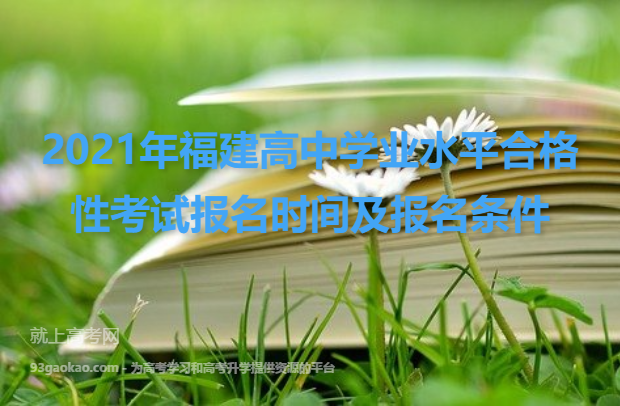 2021年福建高中学业水平合格
性考试报名时间及报名条件
就上高考网
93gaokao.com - 为高考学习和高考升学提供资源的平台